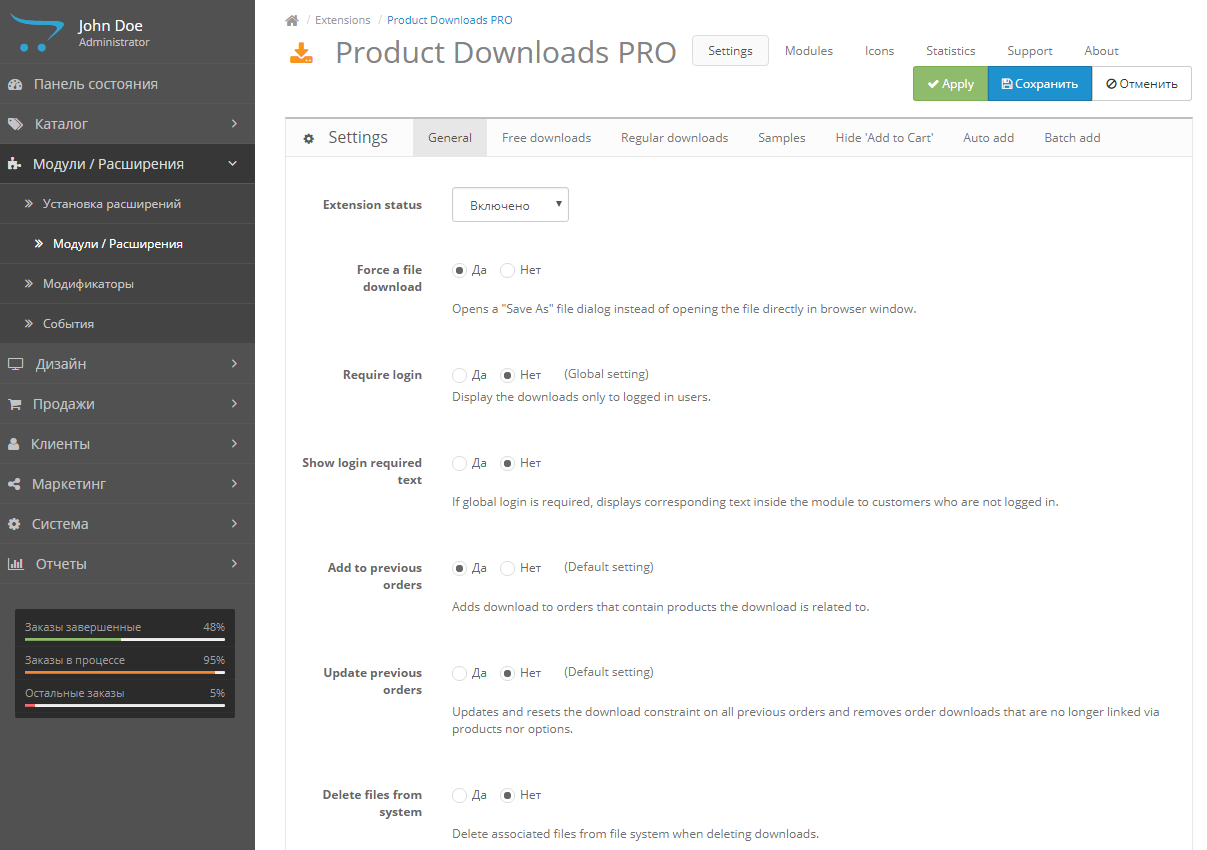 John Doe
Administrator
Панель состояния
Каталог
Модули / Расширения
Установка расширений
Модули / Расширения
Модификаторы
События
Дизайн
Продажи
Клиенты
Маркетинг
Система
Отчеты
Заказы завершенные 48%
Заказы в процессе 95%
Остальные заказы 5%
/ Extensions / Product Downloads PRO
Product Downloads PRO
Settings Modules Icons Statistics Support About
Apply Сохранить Отменить
Settings General Free downloads Regular downloads Samples Hide 'Add to Cart' Auto add Batch add
Extension status Включено
Force a file Да Нет
download
Opens a "Save As" file dialog instead of opening the file directly in browser window.
Require login Да Нет (Global setting)
Display the downloads only to logged in users.
Show login required Да Нет
text
If global login is required, displays corresponding text inside the module to customers who are not logged in.
Add to previous Да Нет (Default setting)
orders
Adds download to orders that contain products the download is related to.
Update previous Да Нет (Default setting)
orders
Updates and resets the download constraint on all previous orders and removes order downloads that are no longer linked via
products nor options.
Delete files from Да Нет
system
Delete associated files from file system when deleting downloads.